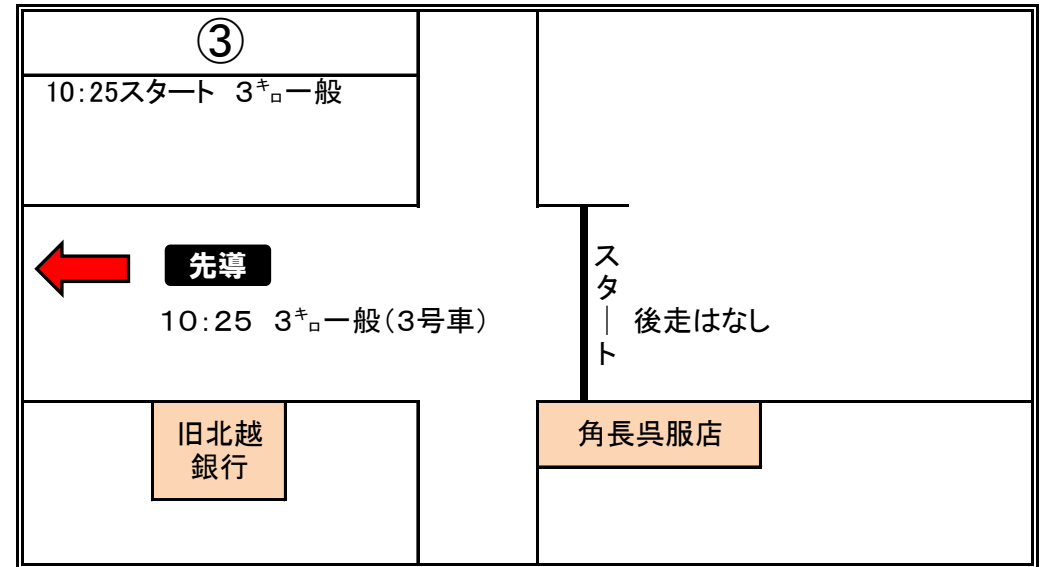 ③
10:25スタート　３㌔一般
先導
１０：２５　３㌔一般（３号車）
スタート
後走はなし
旧北越
銀行
角長呉服店